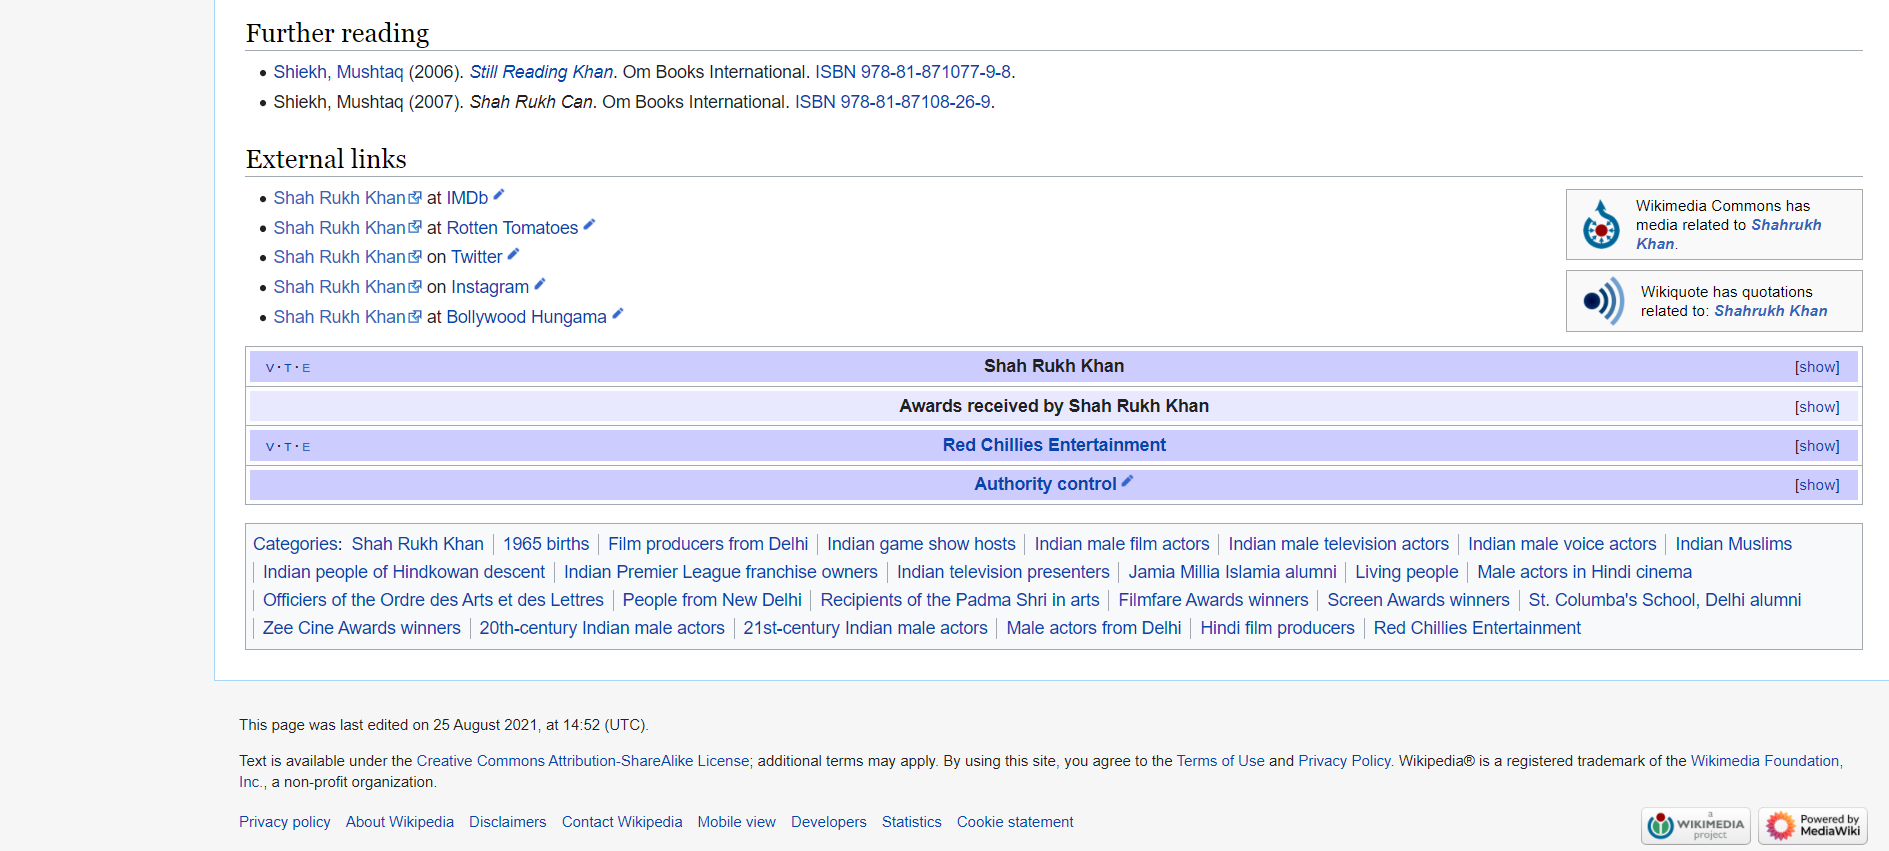 Further reading
Shiekh, Mushtaq (2006). Still Reading Khan. Om Books International. ISBN 978-81-871077-9-8.
Shiekh, Mushtaq (2007). Shah Rukh Can. Om Books International. ISBN 978-81-87108-26-9.
External links
Shah Rukh Khan at IMDb
Shah Rukh Khan at Rotten Tomatoes
Shah Rukh Khan on Twitter
Shah Rukh Khan on Instagram
Shah Rukh Khan at Bollywood Hungama
Wikimedia Commons has
media related to Shahrukh
Khan.
Wikiquote has quotations
related to: Shahrukh Khan
V · T · E Shah Rukh Khan [show]
Awards received by Shah Rukh Khan [show]
V · T · E Red Chillies Entertainment [show]
Authority control [show]
Categories: Shah Rukh Khan | 1965 births | Film producers from Delhi | Indian game show hosts | Indian male film actors | Indian male television actors | Indian male voice actors | Indian Muslims
| Indian people of Hindkowan descent | Indian Premier League franchise owners | Indian television presenters | Jamia Millia Islamia alumni | Living people | Male actors in Hindi cinema
| Officiers of the Ordre des Arts et des Lettres | People from New Delhi | Recipients of the Padma Shri in arts | Filmfare Awards winners | Screen Awards winners | St. Columba's School, Delhi alumni
| Zee Cine Awards winners | 20th-century Indian male actors | 21st-century Indian male actors | Male actors from Delhi | Hindi film producers | Red Chillies Entertainment
This page was last edited on 25 August 2021, at 14:52 (UTC).
Text is available under the Creative Commons Attribution-ShareAlike License; additional terms may apply. By using this site, you agree to the Terms of Use and Privacy Policy. Wikipedia® is a registered trademark of the Wikimedia Foundation,
Inc., a non-profit organization.
Privacy policy About Wikipedia Disclaimers Contact Wikipedia Mobile view Developers Statistics Cookie statement
a
WIKIMEDIA
project
Powered by
MediaWiki